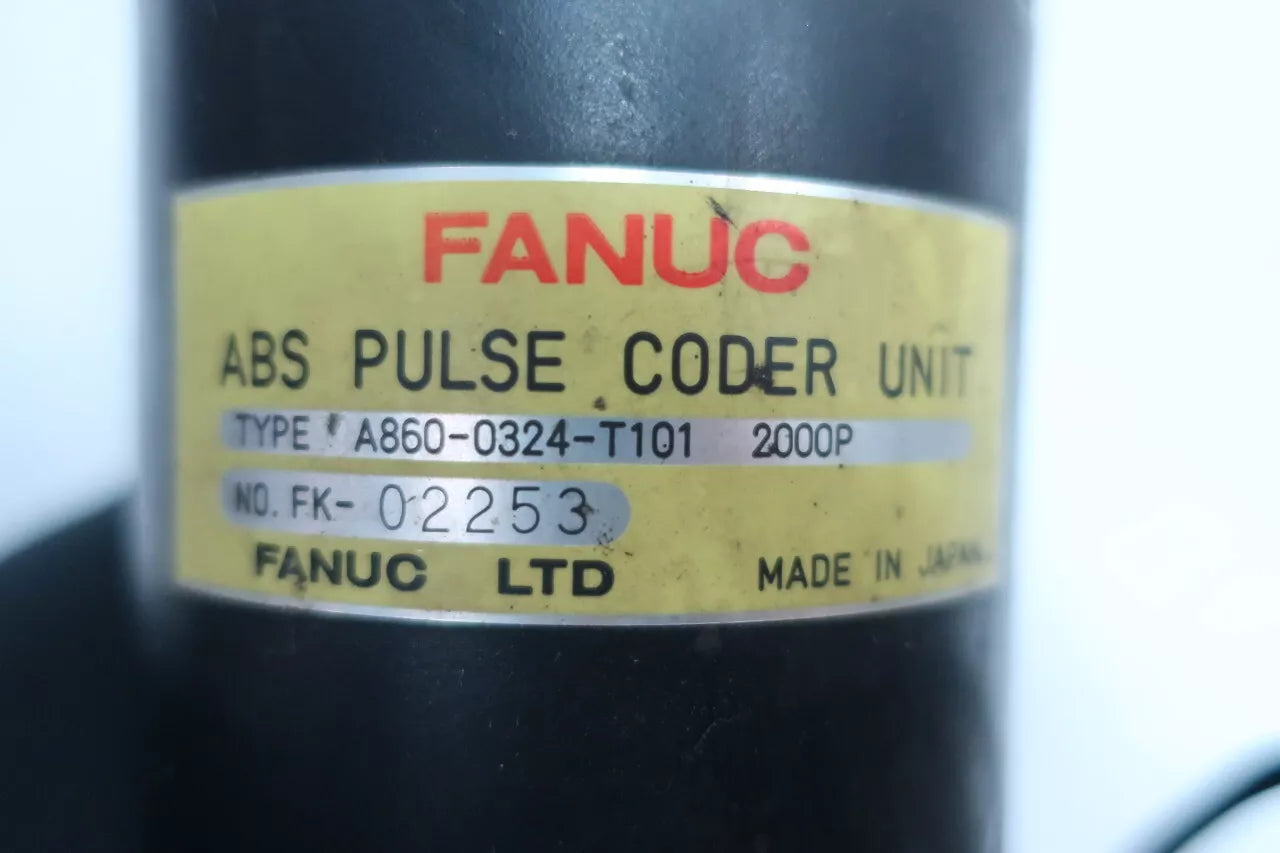 FANUC
ABS PULSE CODER UNIT
TYPE A860-0324-T101 2000P
NO. FK- 02253
FANUC LTD MADE IN JAPAN